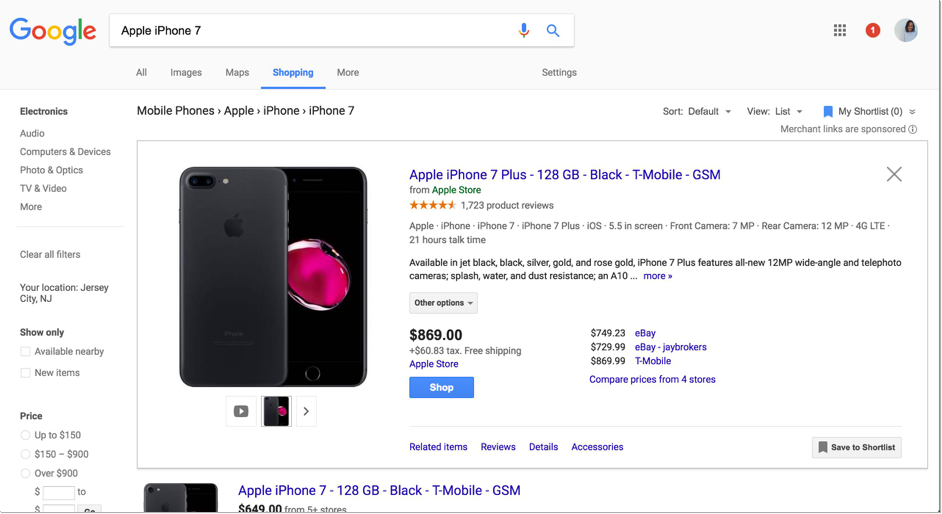 Google
Apple iPhone 7
1
All Images Maps Shopping More Settings
Electronics
Audio
Computers & Devices
Photo & Optics
TV & Video
More
Clear all filters
Your location: Jersey
City, NJ
Show only
Available nearby
New items
Price
Up to $150
$150 – $900
Over $900
$ to
$ Go
Mobile Phones › Apple › iPhone › iPhone 7
Sort: Default View: List My Shortlist (0)
Merchant links are sponsored
iPhone
Apple iPhone 7 Plus - 128 GB - Black - T-Mobile - GSM
from Apple Store
1,723 product reviews
Apple · iPhone · iPhone 7 · iPhone 7 Plus · iOS · 5.5 in screen · Front Camera: 7 MP · Rear Camera: 12 MP · 4G LTE ·
21 hours talk time
Available in jet black, black, silver, gold, and rose gold, iPhone 7 Plus features all-new 12MP wide-angle and telephoto
cameras; splash, water, and dust resistance; an A10 ... more »
Other options
$869.00
+$60.83 tax. Free shipping
Apple Store
Shop
$749.23 eBay
$729.99 eBay - jaybrokers
$869.99 T-Mobile
Compare prices from 4 stores
Related items Reviews Details Accessories
Save to Shortlist
Apple iPhone 7 - 128 GB - Black - T-Mobile - GSM
$649.00 from 5+ stores